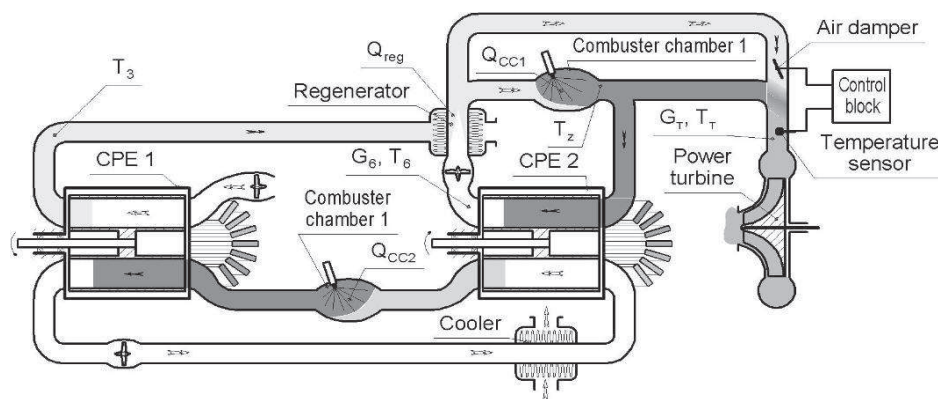 Q_CC1
Combuster chamber 1
Air damper
Q_reg
T_3
Regenerator
Control
block
T_z
G_T, T_T
Temperature
sensor
CPE 1
G_6, T_6
CPE 2
Power
turbine
Combuster
chamber 1
Q_CC2
Cooler